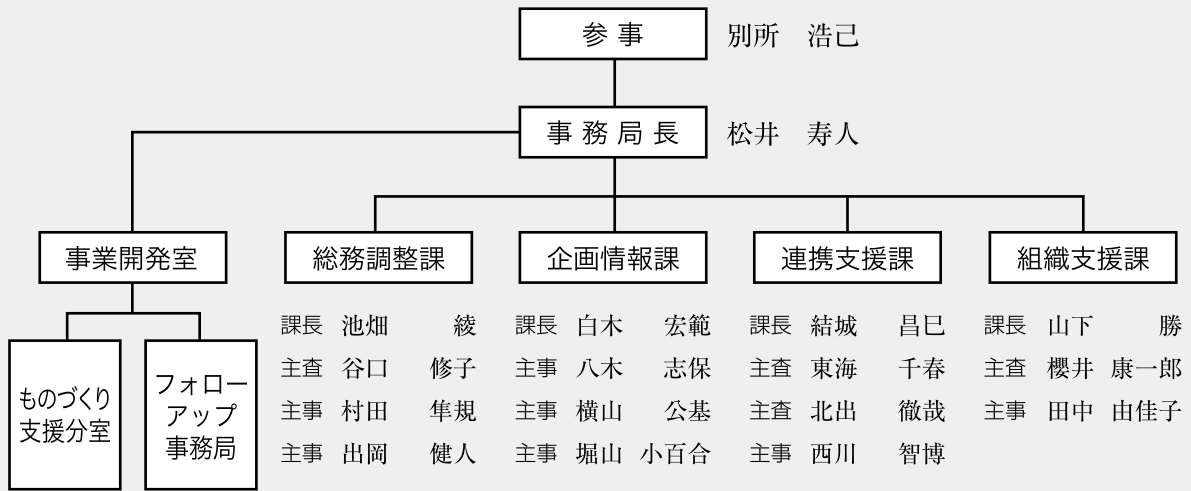 参事 別所 浩己
事務局長 松井 寿人
事業開発室 総務調整課 企画情報課 連携支援課 組織支援課
ものづくり
支援分室
フォロー
アップ
事務局
課長 池畑 綾
主査 谷口 修子
主事 村田 隼規
主事 出岡 健人
課長 白木 宏範
主事 八木 志保
主事 横山 公基
主事 堀山 小百合
課長 結城 昌巳
主査 東海 千春
主査 北出 徹哉
主事 西川 智博
課長 山下 勝
主査 櫻井 康一郎
主事 田中 由佳子